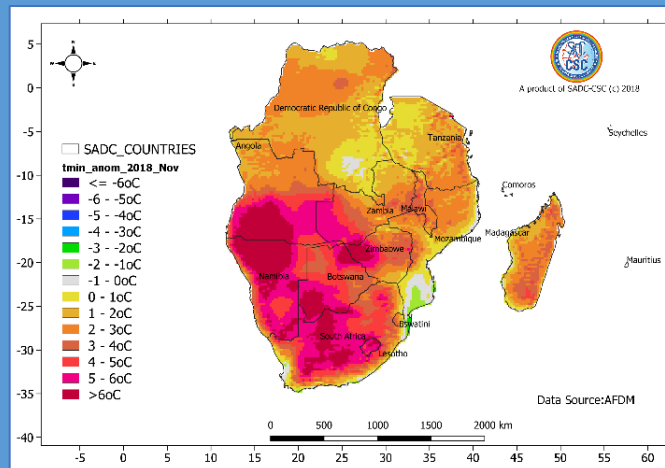 5
0
-5
-10
-15
-20
-25
-30
-35
-40
-5 0 5 10 15 20 25 30 35 40 45 50 55 60
CSC
A product of SADC-CSC (c) 2018
Democratic Republic of Congo
Tanzania
Seychelles
Angola
Comoros
Zambia
Malawi
Mozambique
Madagascar
Mauritius
Zimbabwe
Namibia
Botswana
Eswatini
South Africa
Lesotho
SADC_COUNTRIES
tmin_anom_2018_Nov
<= -6oC
-6 - -5oC
-5 - -4oC
-4 - -3oC
-3 - -2oC
-2 - -1oC
-1 - 0oC
0 - 1oC
1 - 2oC
2 - 3oC
3 - 4oC
4 - 5oC
5 - 6oC
>6oC
Data Source:AFDM
0 500 1000 1500 2000 km